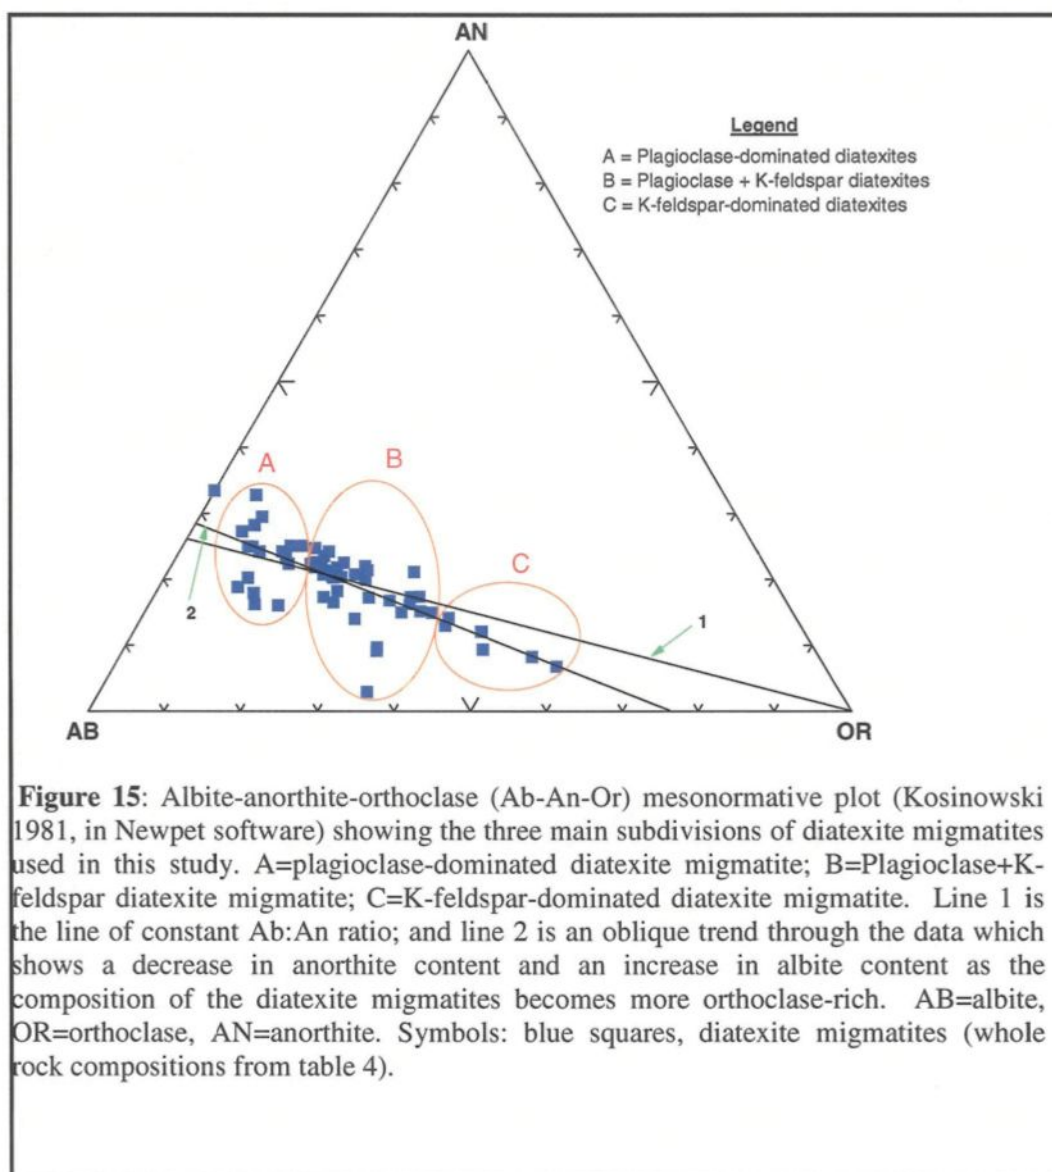 AN
Legend
A = Plagioclase-dominated diatexites
B = Plagioclase + K-feldspar diatexites
C = K-feldspar-dominated diatexites
A
B
C
2
1
AB
OR
Figure 15: Albite-anorthite-orthoclase (Ab-An-Or) mesonormative plot (Kosinowski
1981, in Newpet software) showing the three main subdivisions of diatexite migmatites
used in this study. A=plagioclase-dominated diatexite migmatite; B=Plagioclase+K-
feldspar diatexite migmatite; C=K-feldspar-dominated diatexite migmatite. Line 1 is
the line of constant Ab:An ratio; and line 2 is an oblique trend through the data which
shows a decrease in anorthite content and an increase in albite content as the
composition of the diatexite migmatites becomes more orthoclase-rich. AB=albite,
OR=orthoclase, AN=anorthite. Symbols: blue squares, diatexite migmatites (whole
rock compositions from table 4).